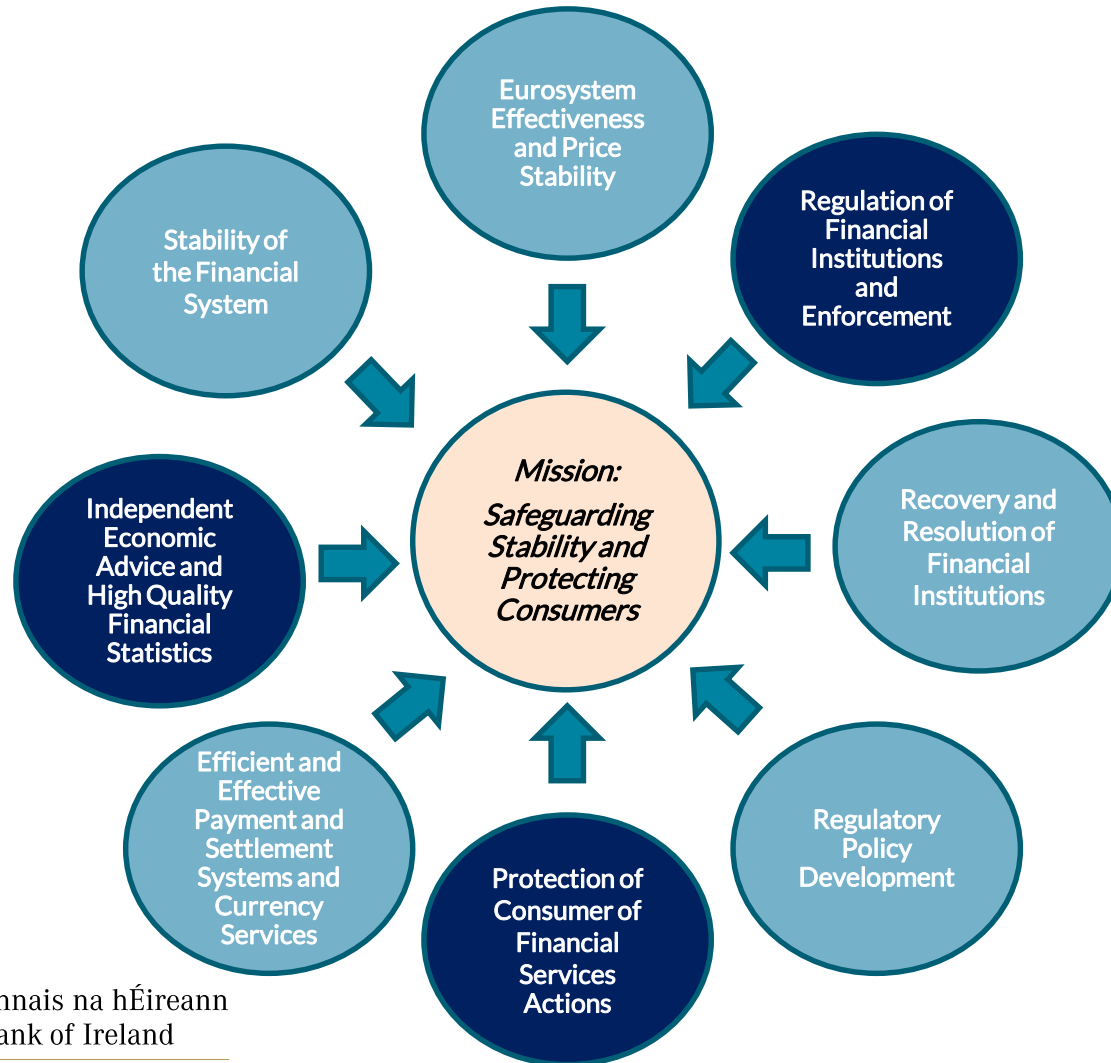 Eurosystem
Effectiveness
and Price
Stability
Regulation of
Financial
Institutions
and
Enforcement
Stability of
the Financial
System
Mission:
Safeguarding
Stability and
Protecting
Consumers
Recovery and
Resolution of
Financial
Institutions
Independent
Economic
Advice and
High Quality
Financial
Statistics
Efficient and
Effective
Payment and
Settlement
Systems and
Currency
Services
Regulatory
Policy
Development
Protection of
Consumer of
Financial
Services
Actions
na hÉireann
of Ireland